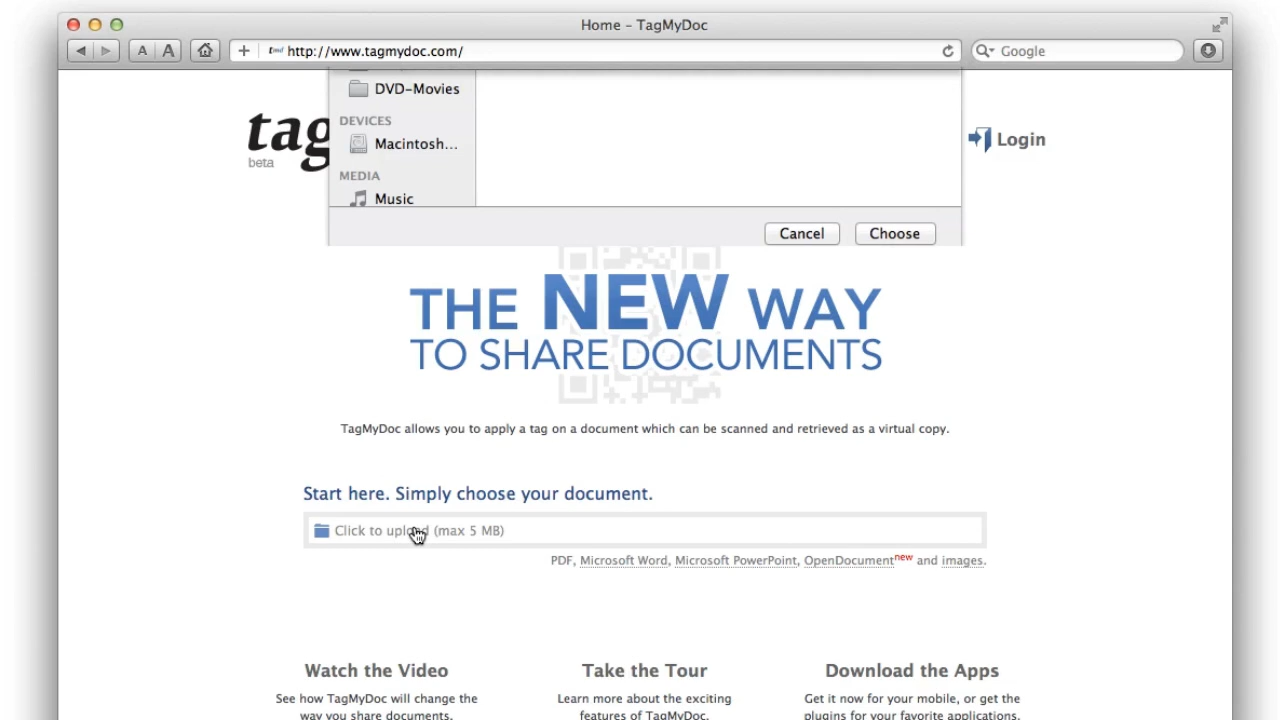 Home – TagMyDoc
A A + tmd http://www.tagmydoc.com/ Google
DVD-Movies
DEVICES
Macintosh...
MEDIA
Music
Cancel Choose
tag
beta
Login
THE NEW WAY
TO SHARE DOCUMENTS
TagMyDoc allows you to apply a tag on a document which can be scanned and retrieved as a virtual copy.
Start here. Simply choose your document.
Click to upload (max 5 MB)
PDF, Microsoft Word, Microsoft PowerPoint, OpenDocument new and images.
Watch the Video
See how TagMyDoc will change the
way you share documents.
Take the Tour
Learn more about the exciting
features of TagMyDoc.
Download the Apps
Get it now for your mobile, or get the
plugins for your favorite applications.